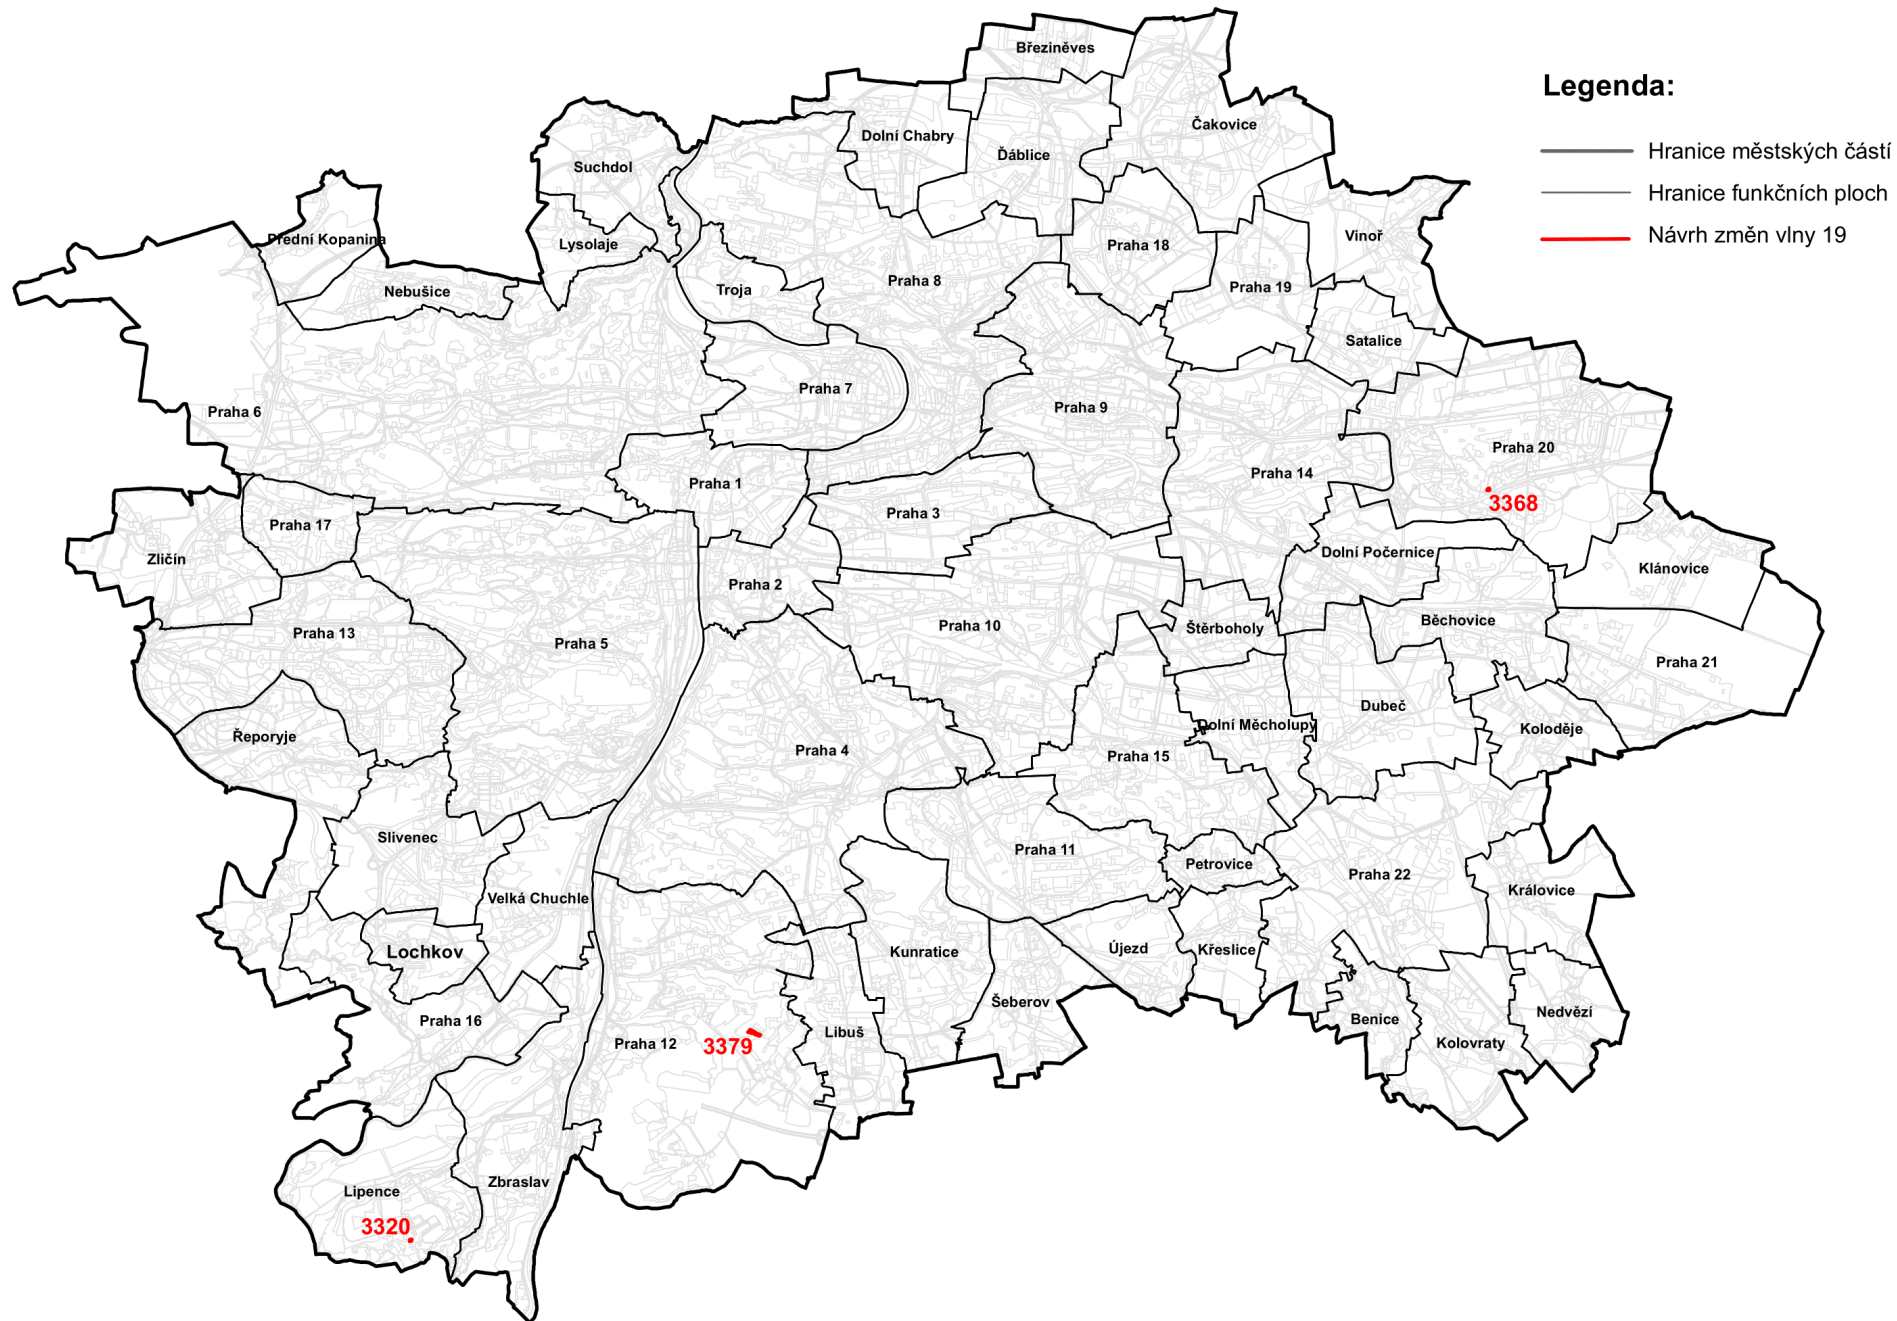 Březiněves
Legenda:
Čakovice
Dolní Chabry
Hranice městských částí
Ďáblice
Suchdol
Hranice funkčních ploch
Návrh změn vlny 19
Přední Kopanina
Lysolaje
Praha 18
Vinoř
Nebušice
Troja
Praha 8
Praha 19
Satalice
Praha 7
Praha 9
Praha 6
Praha 20
Praha 14
Praha 1
3368
Praha 3
Praha 17
Dolní Počernice
Zličín
Klánovice
Praha 2
Běchovice
Praha 10
Štěrboholy
Praha 13
Praha 5
Praha 21
Dubeč
Dolní Měcholupy
Koloděje
Řeporyje
Praha 4
Praha 15
Slivenec
Praha 11
Petrovice
Praha 22
Královice
Velká Chuchle
Lochkov
Kunratice
Újezd
Křeslice
Šeberov
Nedvězí
Praha 16
Benice
Libuš
Praha 12
3379
Kolovraty
Zbraslav
Lipence
3320